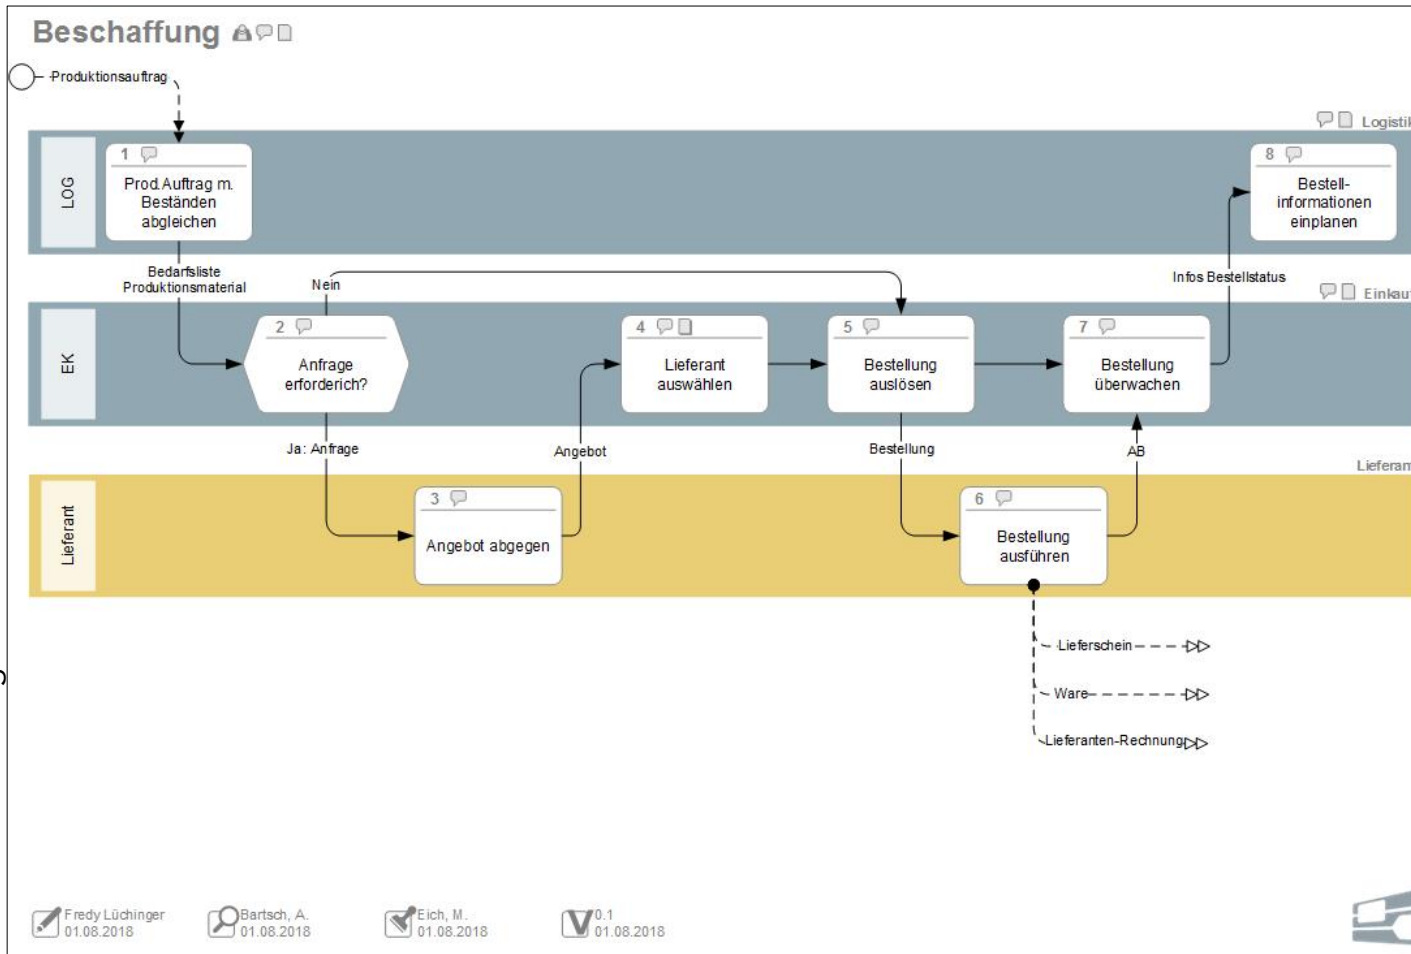 Beschaffung
Produktionsauftrag
Logistik
LOG
1
Prod.Auftrag m.
Beständen
abgleichen
8
Bestell-
informationen
einplanen
Bedarfsliste
Produktionsmaterial
Nein
Infos Bestellstatus
Einkauf
EK
2
Anfrage
erforderich?
4
Lieferant
auswählen
5
Bestellung
auslösen
7
Bestellung
überwachen
Ja: Anfrage
Angebot
Bestellung
AB
Lieferant
Lieferant
3
Angebot abgegen
6
Bestellung
ausführen
Lieferschein
Ware
Lieferanten-Rechnung
Fredy Lüchinger
01.08.2018
Bartsch, A.
01.08.2018
Eich, M.
01.08.2018
V
0.1
01.08.2018